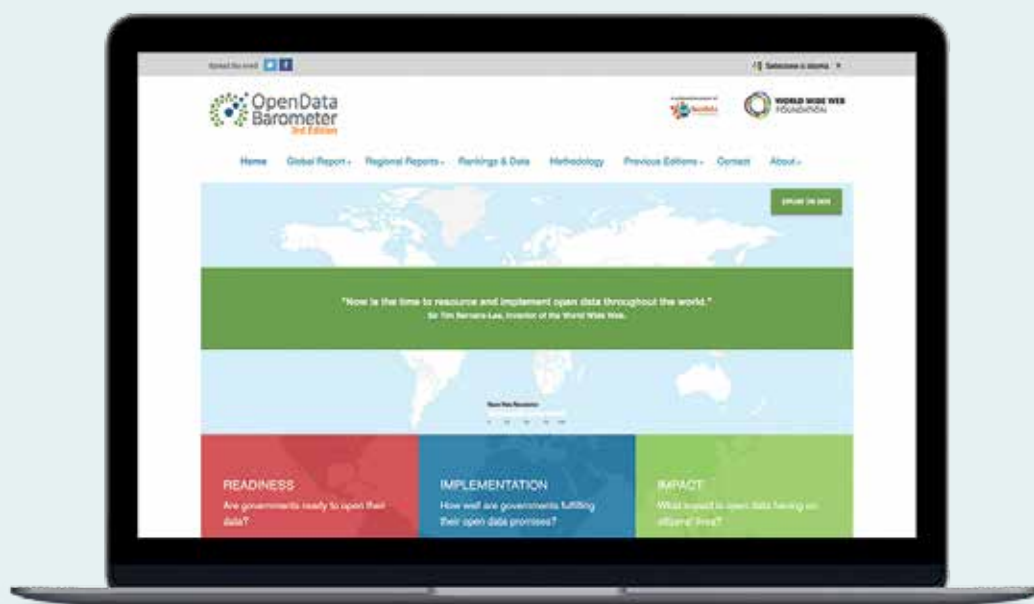 Spread the word
OpenData
Barometer
3rd Edition
WORLD WIDE WEB
FOUNDATION
Home Global Report Regional Reports Rankings & Data Methodology Previous Editions Contact About
"Now is the time to resource and implement open data throughout the world."
Sir Tim Berners-Lee, Inventor of the World Wide Web.
READINESS
Are governments ready to open their
data?
IMPLEMENTATION
How well are governments fulfilling
their open data promises?
IMPACT
What impact is open data having on
citizens' lives?